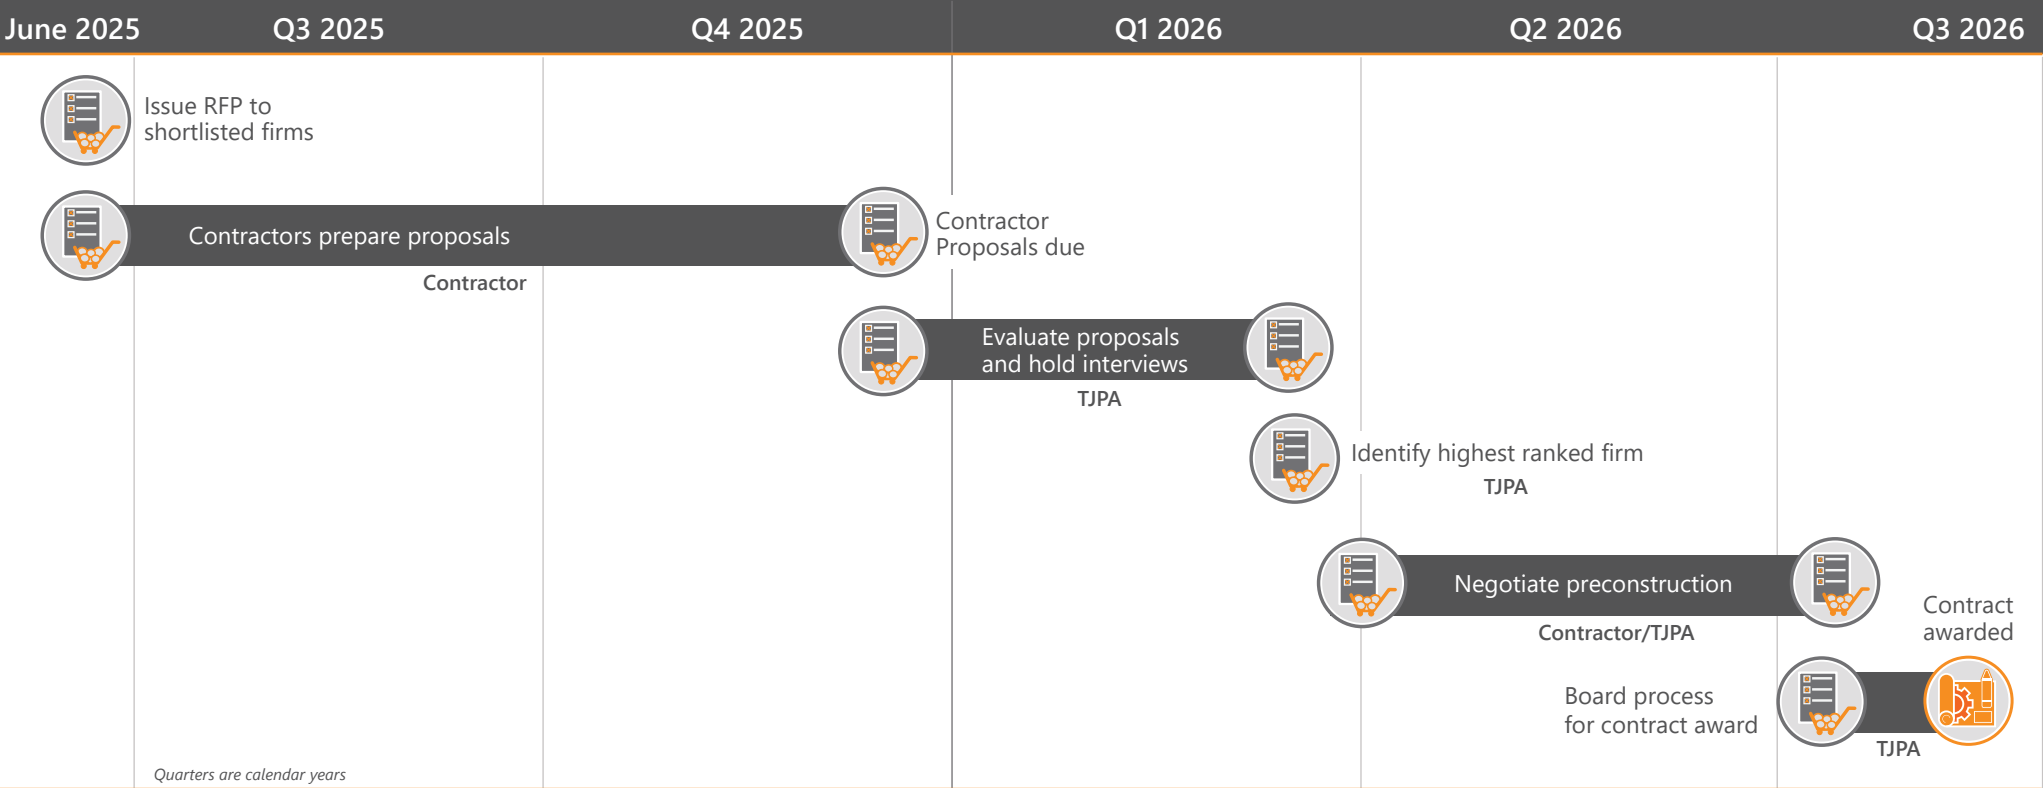 June 2025
Q3 2025
Q4 2025
Q1 2026
Q2 2026
Q3 2026
Issue RFP to
shortlisted firms
Contractors prepare proposals
Contractor
Contractor
Proposals due
Evaluate proposals
and hold interviews
TJPA
Identify highest ranked firm
TJPA
Negotiate preconstruction
Contractor/TJPA
Contract
awarded
Board process
for contract award
TJPA
Quarters are calendar years